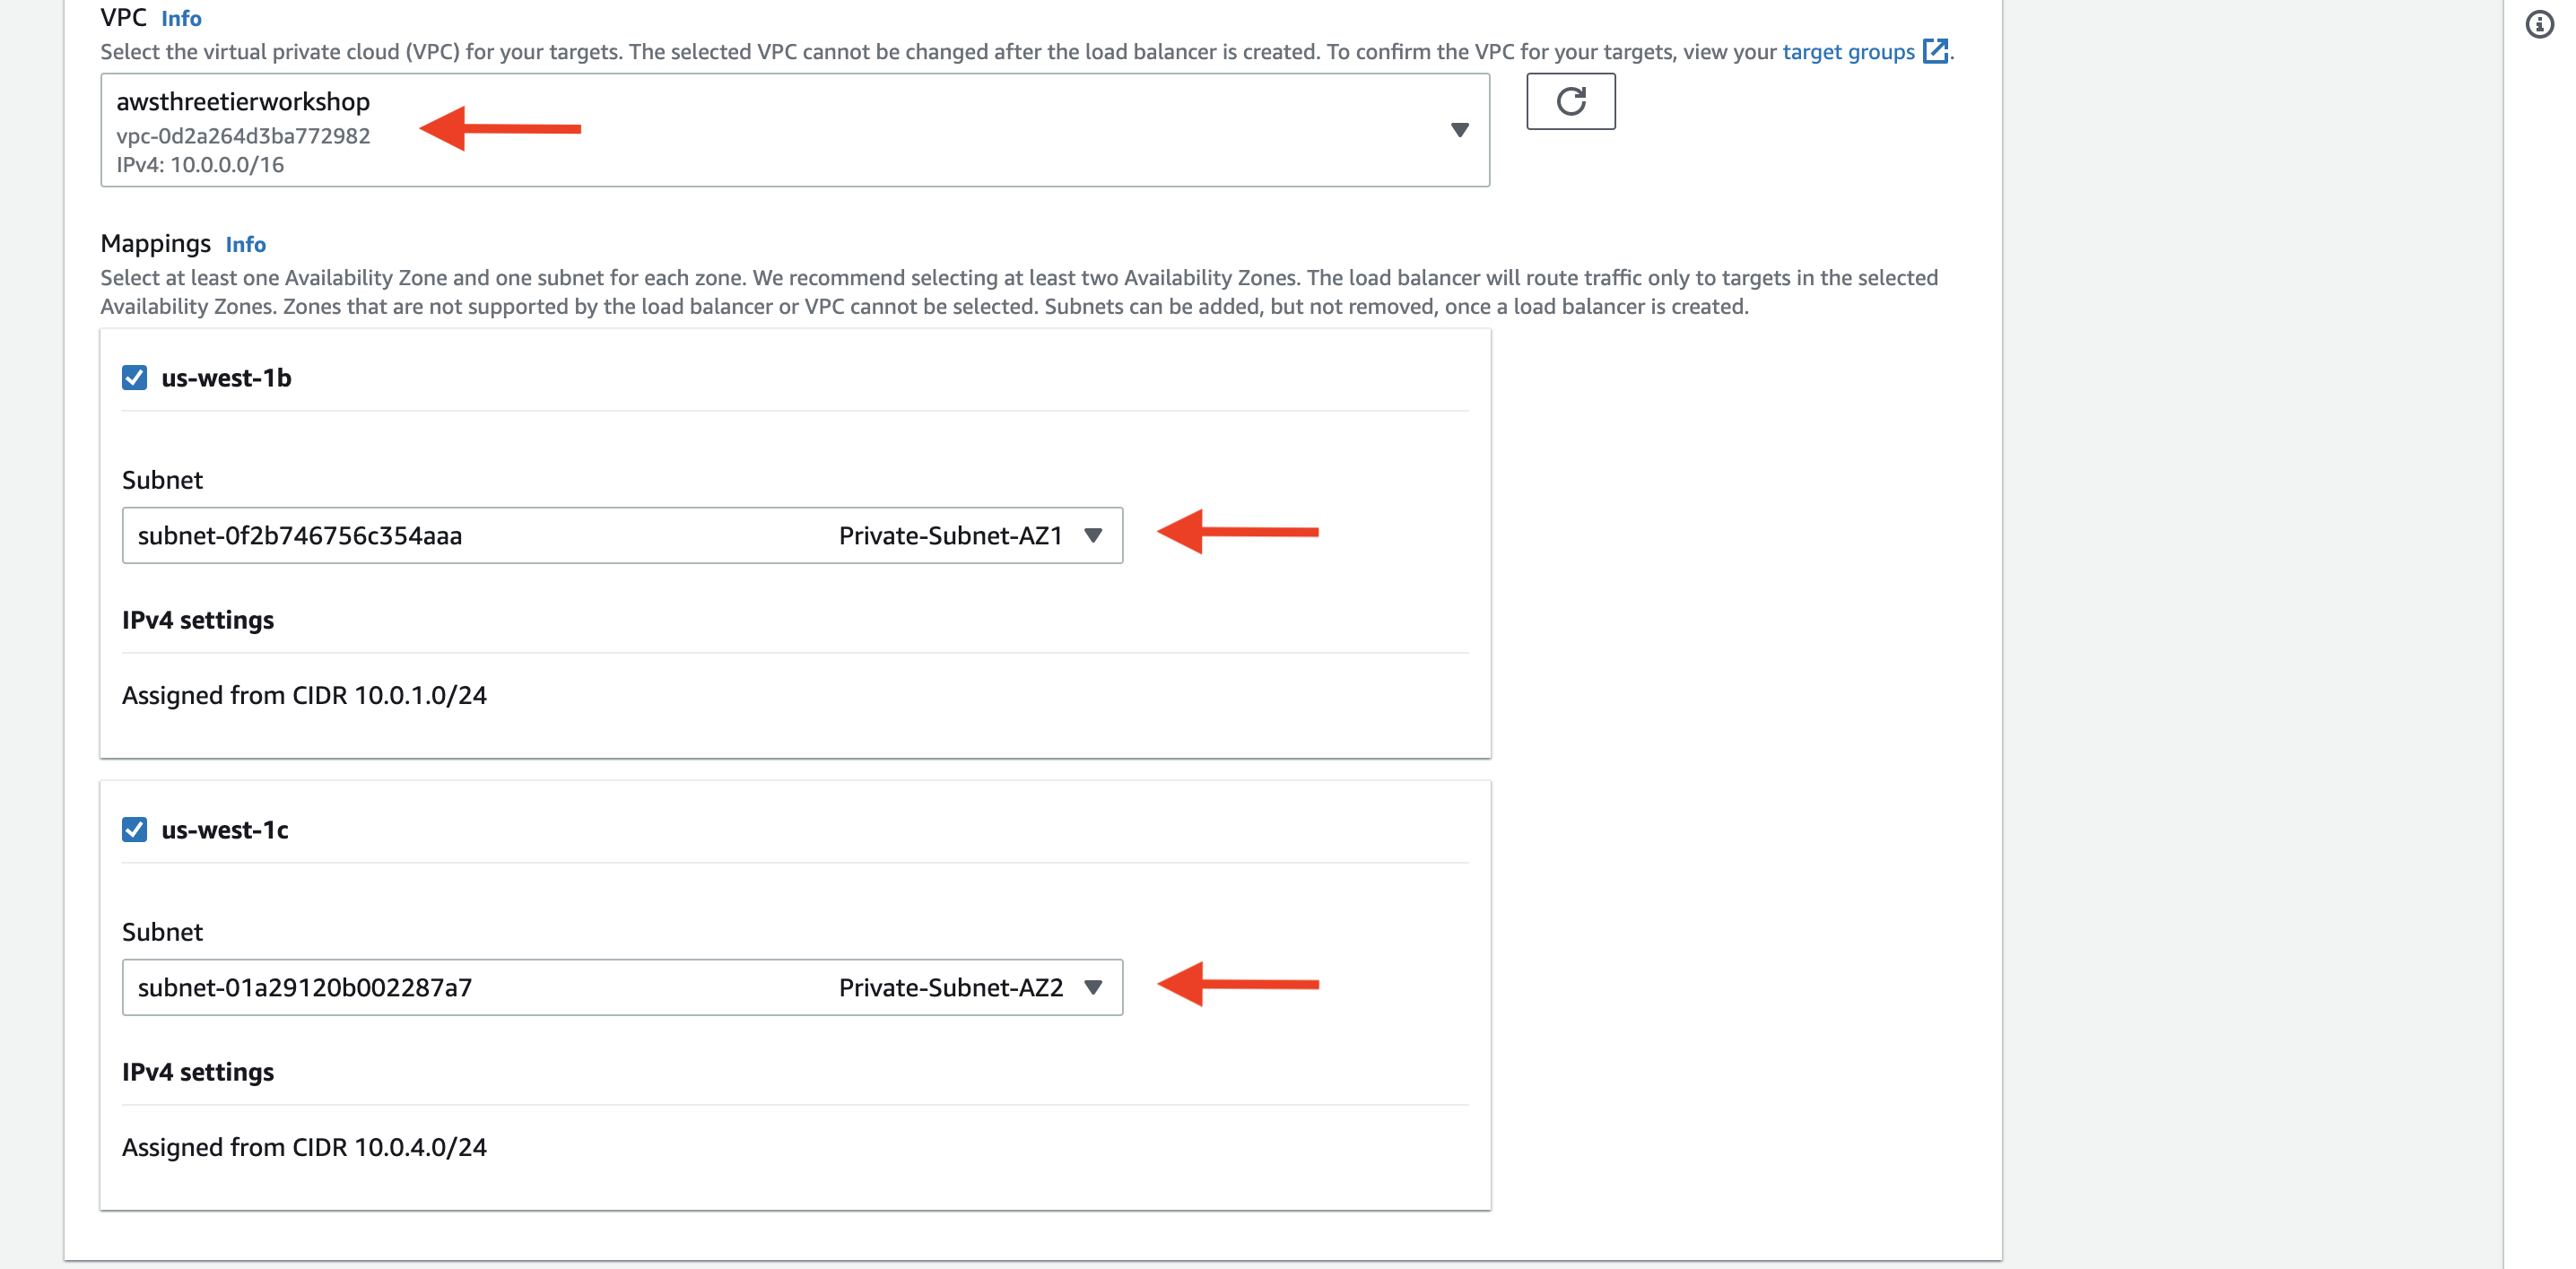 VPC Info
Select the virtual private cloud (VPC) for your targets. The selected VPC cannot be changed after the load balancer is created. To confirm the VPC for your targets, view your target groups.
awsthreetierworkshop
vpc-0d2a264d3ba772982
IPv4: 10.0.0.0/16
Mappings Info
Select at least one Availability Zone and one subnet for each zone. We recommend selecting at least two Availability Zones. The load balancer will route traffic only to targets in the selected
Availability Zones. Zones that are not supported by the load balancer or VPC cannot be selected. Subnets can be added, but not removed, once a load balancer is created.
us-west-1b
Subnet
subnet-0f2b746756c354aaa Private-Subnet-AZ1
IPv4 settings
Assigned from CIDR 10.0.1.0/24
us-west-1c
Subnet
subnet-01a29120b002287a7 Private-Subnet-AZ2
IPv4 settings
Assigned from CIDR 10.0.4.0/24